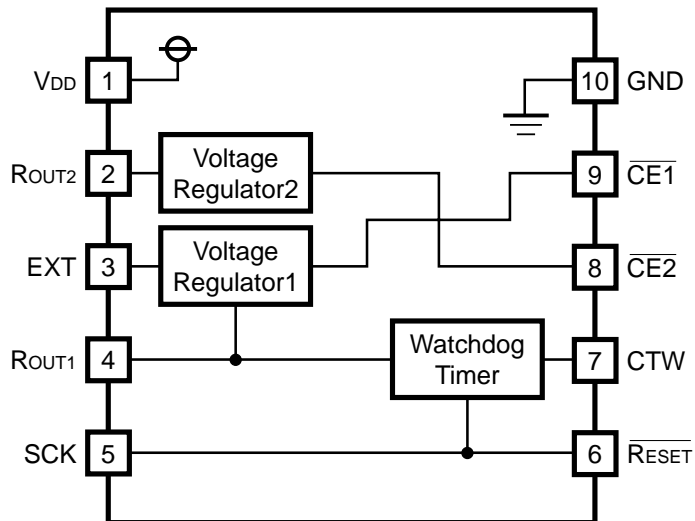 VDD 1
10 GND
ROUT2 2
Voltage
Regulator2
9 CE1
EXT 3
Voltage
Regulator1
8 CE2
ROUT1 4
Watchdog
Timer
7 CTW
SCK 5
6 RESET